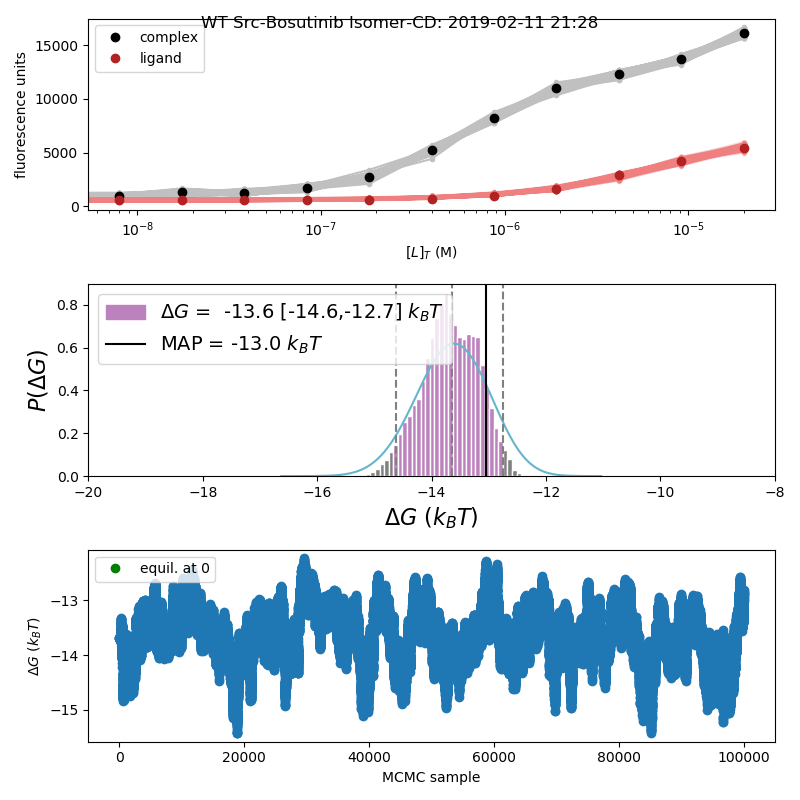 WT Src-Bosutinib Isomer-CD: 2019-02-11 21:28
complex
ligand
fluorescence units
15000
10000
5000
0
10⁻⁸
10⁻⁷
10⁻⁶
10⁻⁵
[L]_T (M)
ΔG = -13.6 [-14.6,-12.7] k_BT
MAP = -13.0 k_BT
P(ΔG)
0.8
0.6
0.4
0.2
0.0
−20
−18
−16
−14
−12
−10
−8
ΔG (k_BT)
equil. at 0
ΔG (k_BT)
−13
−14
−15
0
20000
40000
60000
80000
100000
MCMC sample